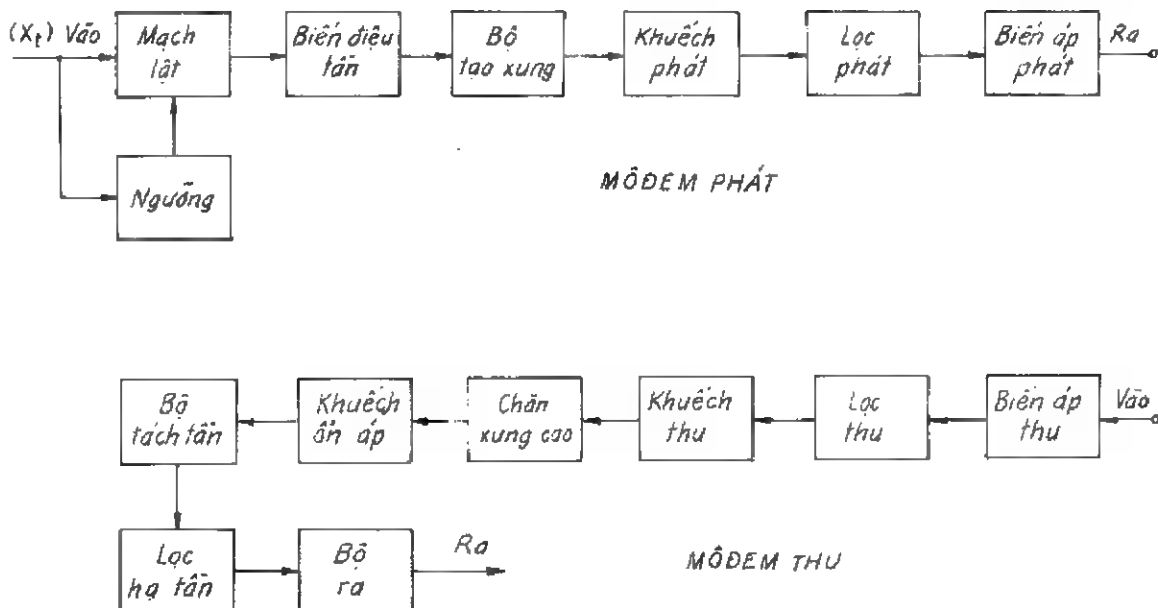 (Xt) Vào
Mạch
lật
Biến điệu
tần
Bộ
tạo xung
Khuếch
phát
Lọc
phát
Biến áp
phát
Ra
Ngưỡng
MÔĐEM PHÁT
Bộ
tách tần
Khuếch
ổn áp
Chặn
xung cao
Khuếch
thu
Lọc
thu
Biến áp
thu
Vào
Lọc
hạ tần
Bộ
ra
Ra
MÔĐEM THU